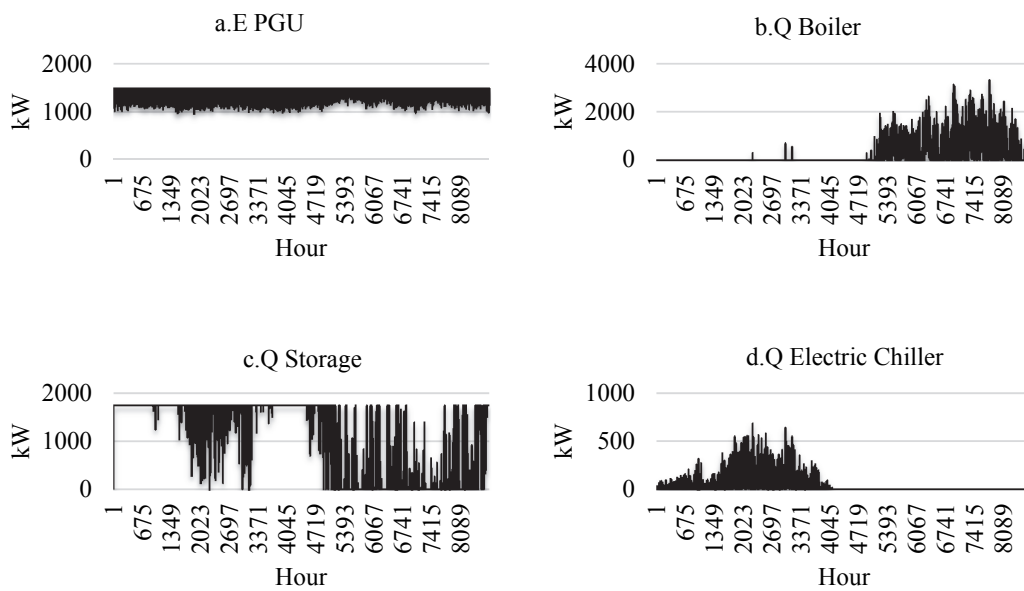 a.E PGU
2000
1000
0
kW
1 675 1349 2023 2697 3371 4045 4719 5393 6067 6741 7415 8089
Hour
b.Q Boiler
4000
2000
0
kW
1 675 1349 2023 2697 3371 4045 4719 5393 6067 6741 7415 8089
Hour
c.Q Storage
2000
1000
0
kW
1 675 1349 2023 2697 3371 4045 4719 5393 6067 6741 7415 8089
Hour
d.Q Electric Chiller
1000
500
0
kW
1 675 1349 2023 2697 3371 4045 4719 5393 6067 6741 7415 8089
Hour